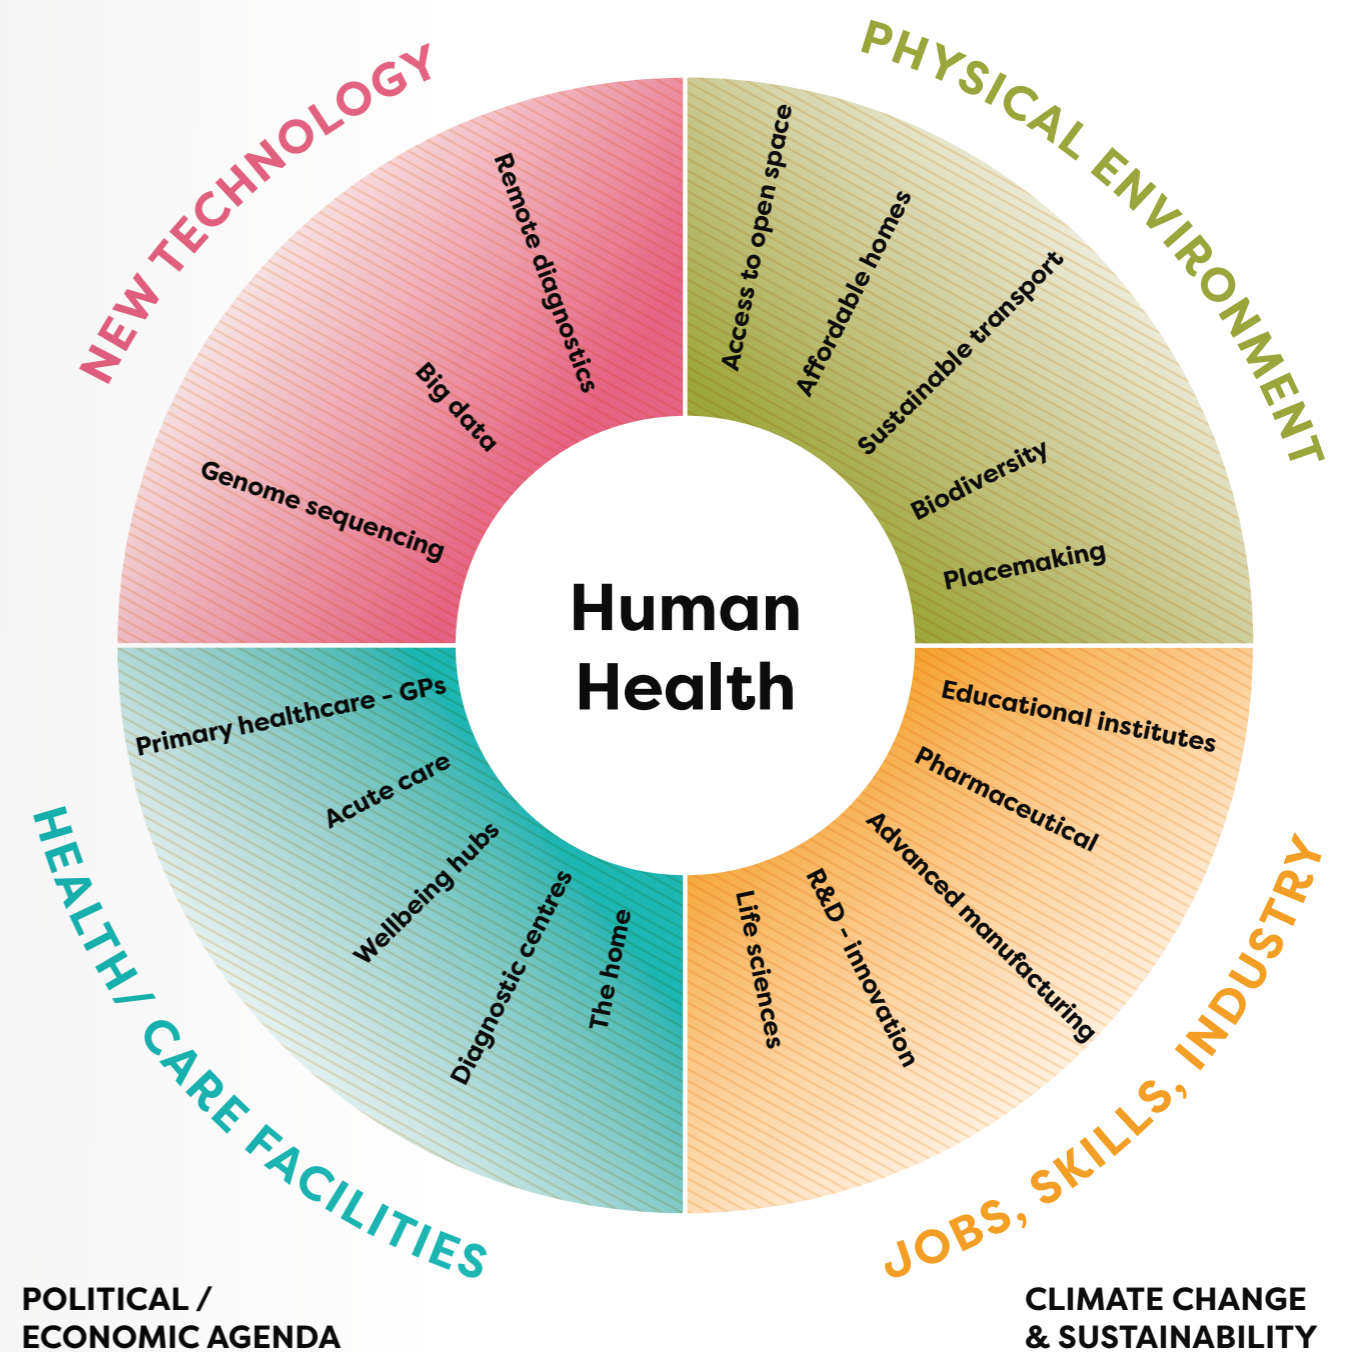 NEW TECHNOLOGY
Remote diagnostics
Big data
Genome sequencing
PHYSICAL ENVIRONMENT
Access to open space
Affordable homes
Sustainable transport
Biodiversity
Placemaking
Human
Health
HEALTH/ CARE FACILITIES
Primary healthcare - GPs
Acute care
Wellbeing hubs
Diagnostic centres
The home
JOBS, SKILLS, INDUSTRY
Educational institutes
Pharmaceutical
Advanced manufacturing
R&D - innovation
Life sciences
POLITICAL /
ECONOMIC AGENDA
CLIMATE CHANGE
& SUSTAINABILITY